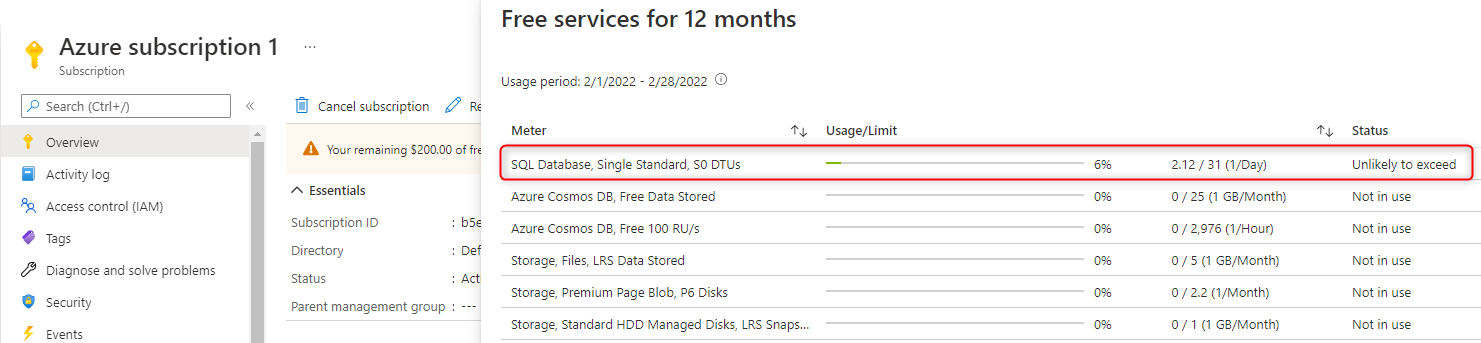 Azure subscription 1 ...
Subscription
Search (Ctrl+/)
«
Overview
Activity log
Access control (IAM)
Tags
Diagnose and solve problems
Security
Events
Cancel subscription
Re
Your remaining $200.00 of fre
Essentials
Subscription ID : b5e
Directory : Def
Status : Acti
Parent management group : ---
Free services for 12 months
Usage period: 2/1/2022 - 2/28/2022
Meter Usage/Limit Status
SQL Database, Single Standard, S0 DTUs 6% 2.12 / 31 (1/Day) Unlikely to exceed
Azure Cosmos DB, Free Data Stored 0% 0 / 25 (1 GB/Month) Not in use
Azure Cosmos DB, Free 100 RU/s 0% 0 / 2,976 (1/Hour) Not in use
Storage, Files, LRS Data Stored 0% 0 / 5 (1 GB/Month) Not in use
Storage, Premium Page Blob, P6 Disks 0% 0 / 2.2 (1/Month) Not in use
Storage, Standard HDD Managed Disks, LRS Snaps... 0% 0 / 1 (1 GB/Month) Not in use